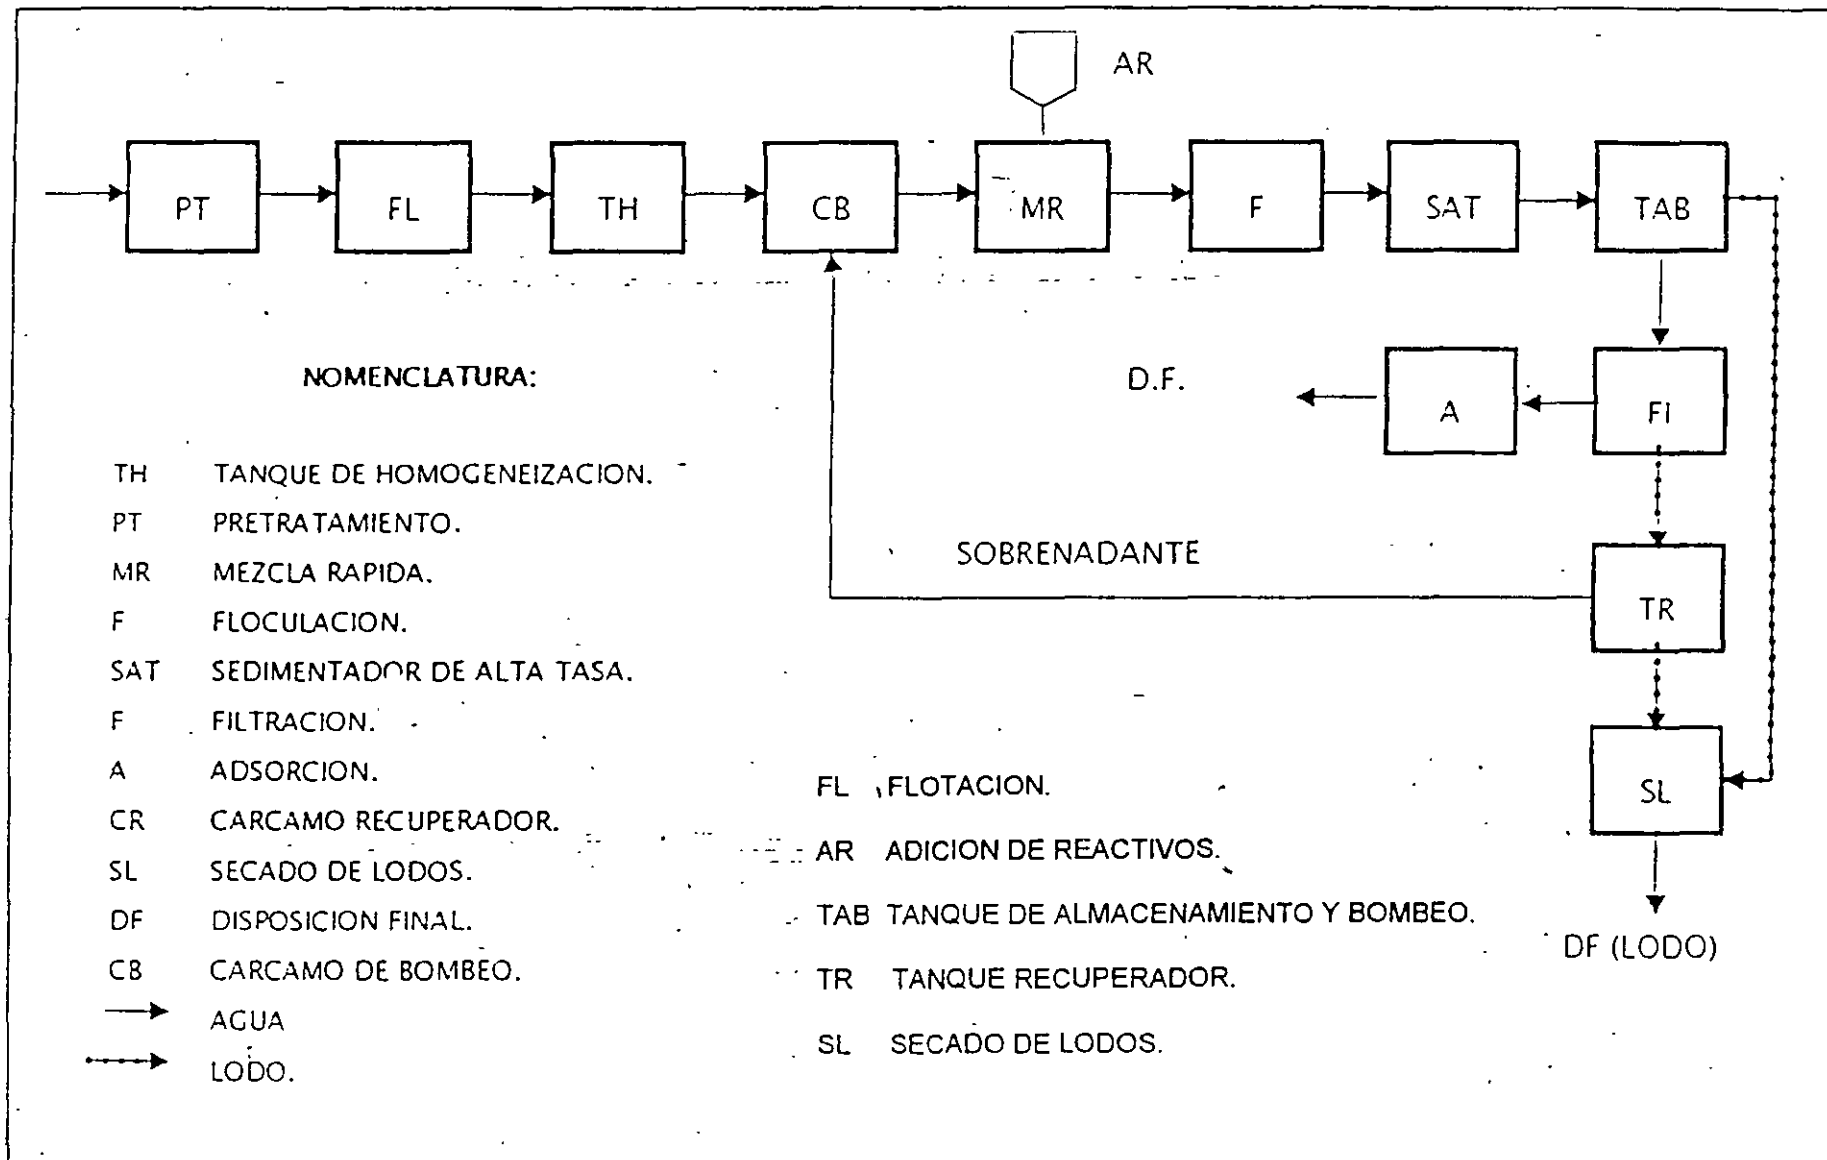 AR
PT FL TH CB MR F SAT TAB
NOMENCLATURA:
D.F. A FI
TH TANQUE DE HOMOGENEIZACION.
PT PRETRATAMIENTO.
MR MEZCLA RAPIDA.
F FLOCULACION.
SAT SEDIMENTADOR DE ALTA TASA.
F FILTRACION.
A ADSORCION.
CR CARCAMO RECUPERADOR.
SL SECADO DE LODOS.
DF DISPOSICION FINAL.
CB CARCAMO DE BOMBEO.
AGUA
LODO.
SOBRENADANTE
TR
SL
FL FLOTACION.
AR ADICION DE REACTIVOS.
TAB TANQUE DE ALMACENAMIENTO Y BOMBEO.
TR TANQUE RECUPERADOR.
SL SECADO DE LODOS.
DF (LODO)